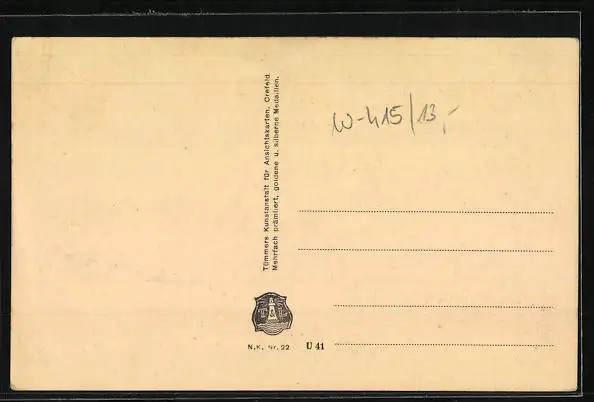 Tümmers Kunstanstalt für Ansichtskarten, Crefeld.
Mehrfach prämiiert, goldene u. silberne Medaillen.
W-415/13,-
N.K. Nr. 22 U 41